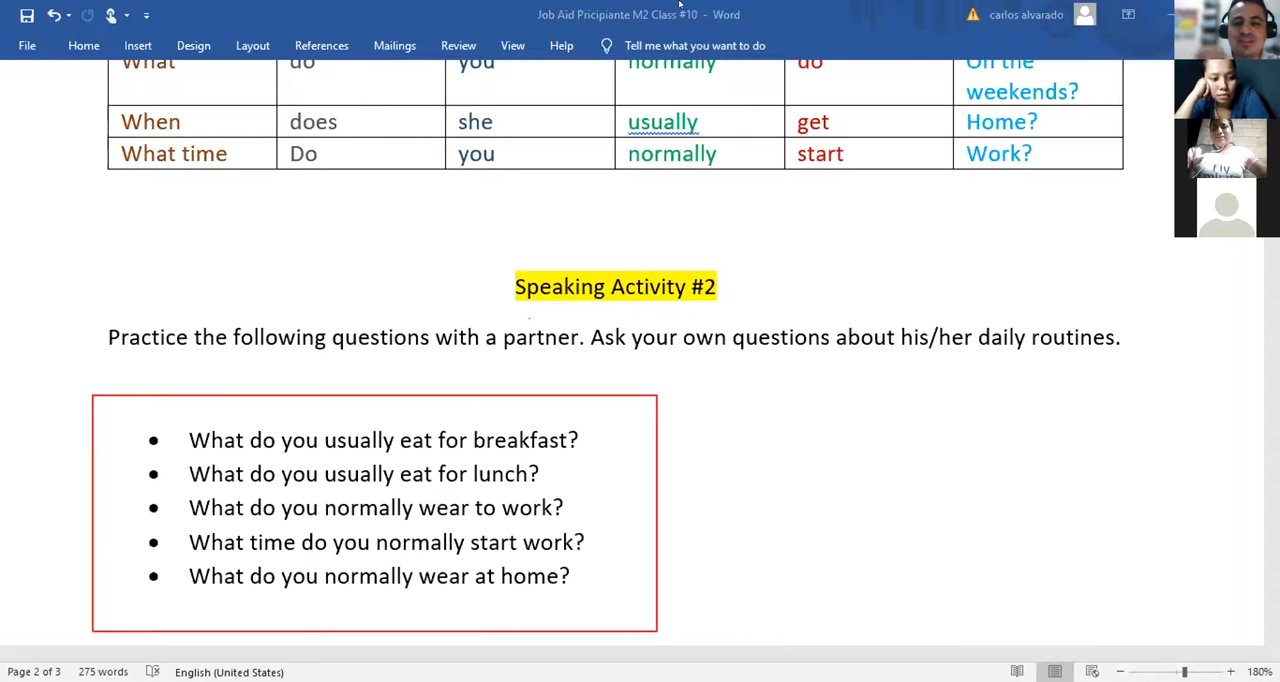 Job Aid Pricipiante M2 Class #10 - Word
carlos alvarado
File Home Insert Design Layout References Mailings Review View Help Tell me what you want to do
What do you normally do On the
weekends?
When does she usually get Home?
What time Do you normally start Work?
Speaking Activity #2
Practice the following questions with a partner. Ask your own questions about his/her daily routines.
• What do you usually eat for breakfast?
• What do you usually eat for lunch?
• What do you normally wear to work?
• What time do you normally start work?
• What do you normally wear at home?
Page 2 of 3 275 words English (United States) 180%